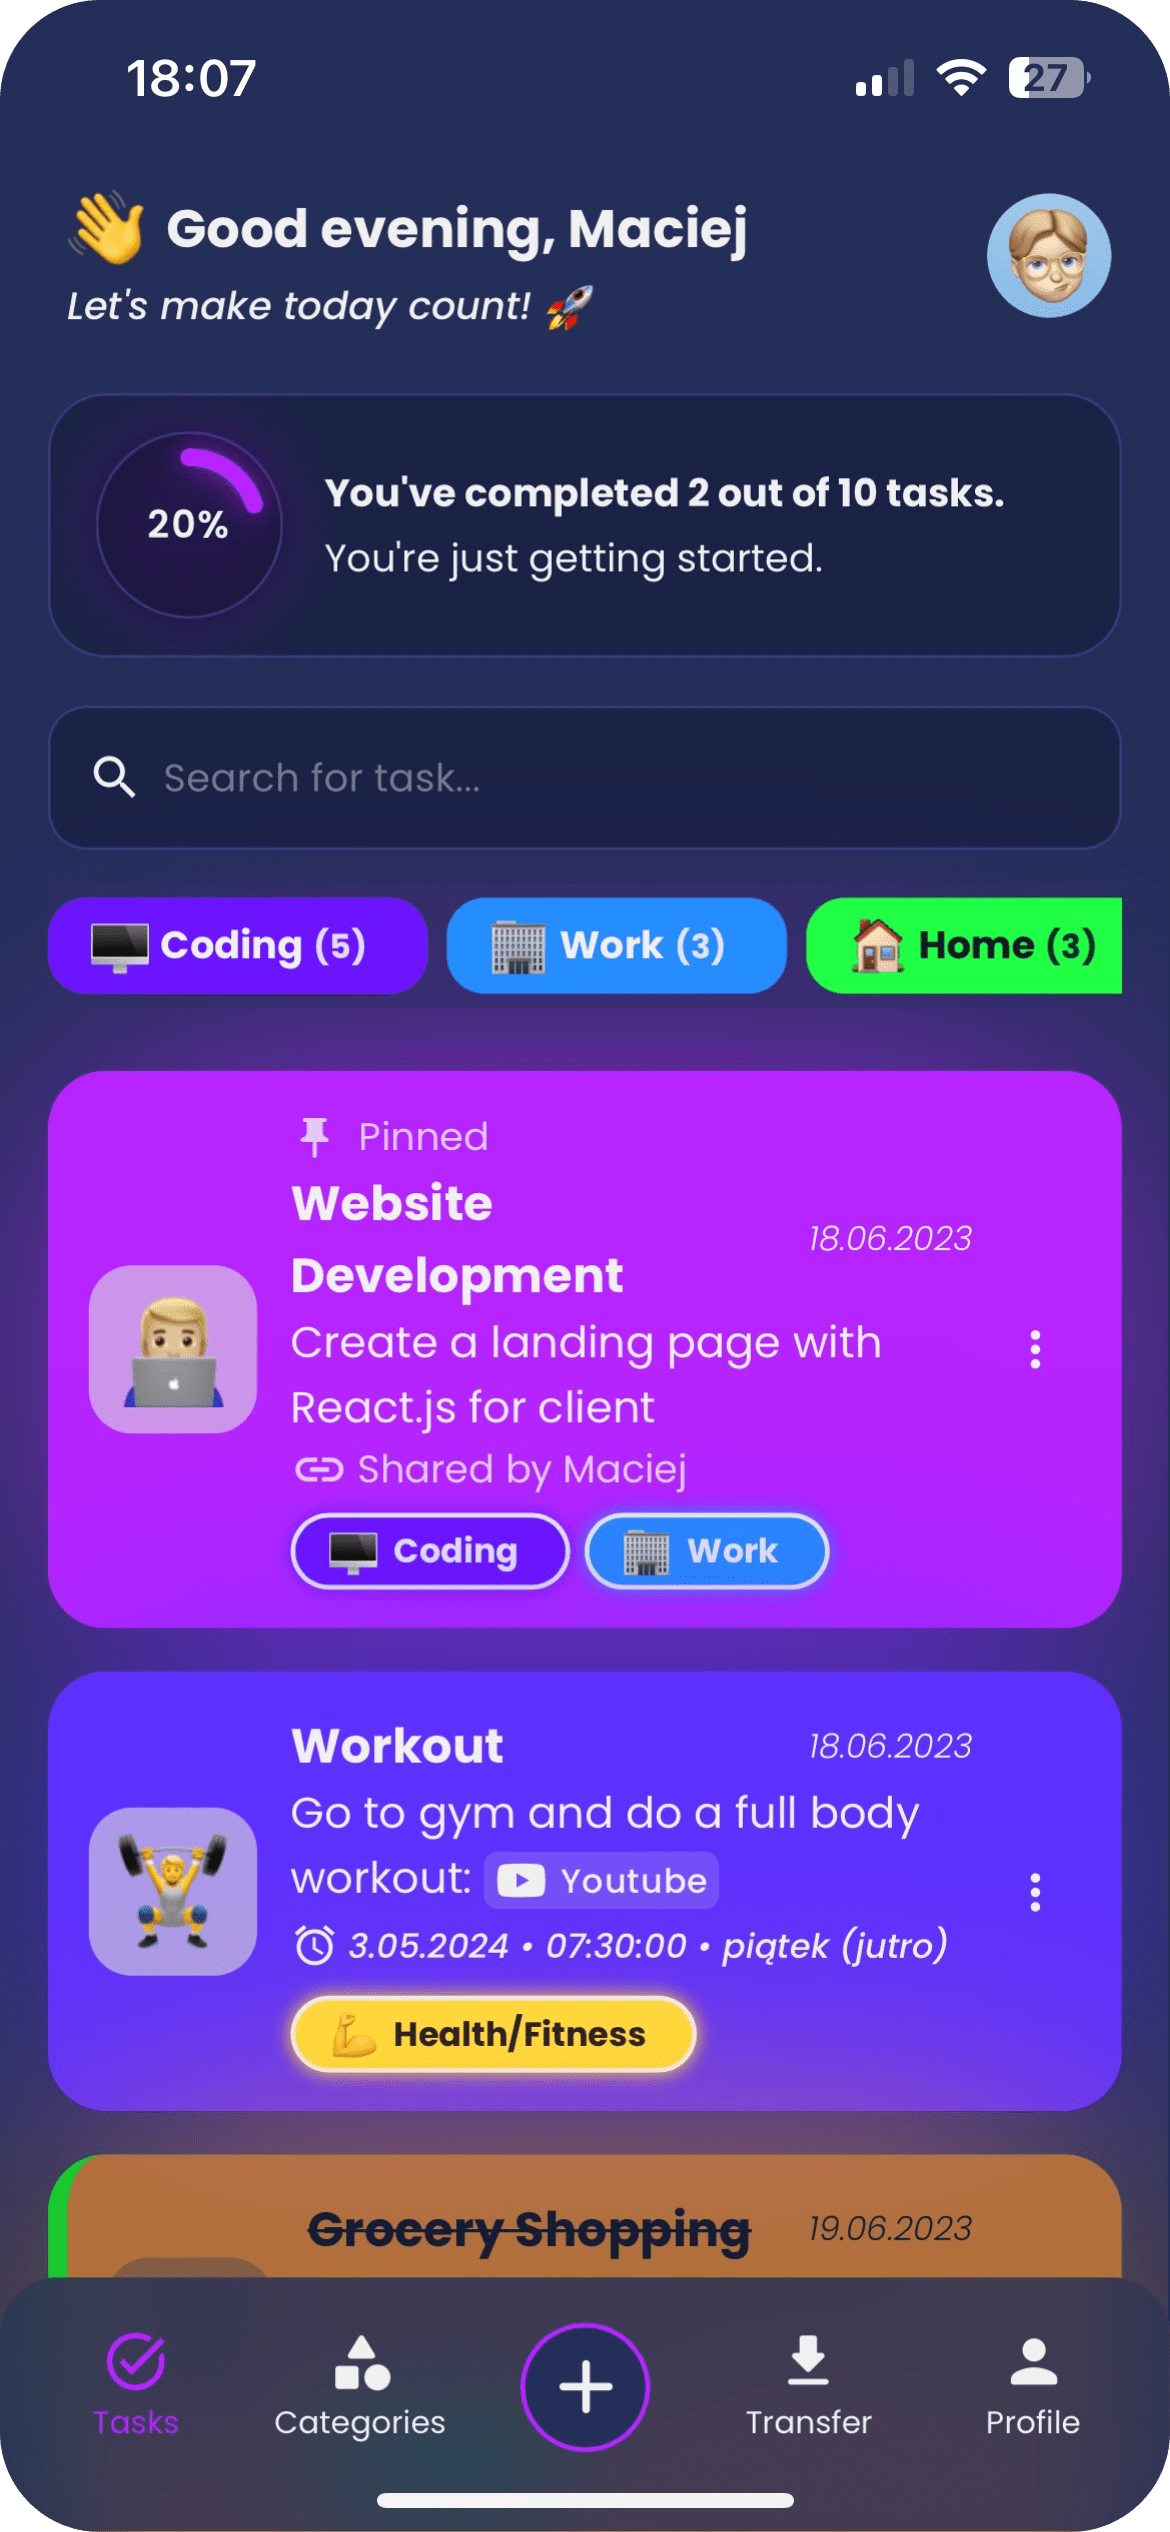 18:07
27
Good evening, Maciej
Let's make today count!
20%
You've completed 2 out of 10 tasks.
You're just getting started.
Search for task...
Coding (5)
Work (3)
Home (3)
Pinned
Website
Development
18.06.2023
Create a landing page with
React.js for client
Shared by Maciej
Coding
Work
Workout
18.06.2023
Go to gym and do a full body
workout: Youtube
3.05.2024 • 07:30:00 • piątek (jutro)
Health/Fitness
Grocery Shopping
19.06.2023
Tasks
Categories
Transfer
Profile